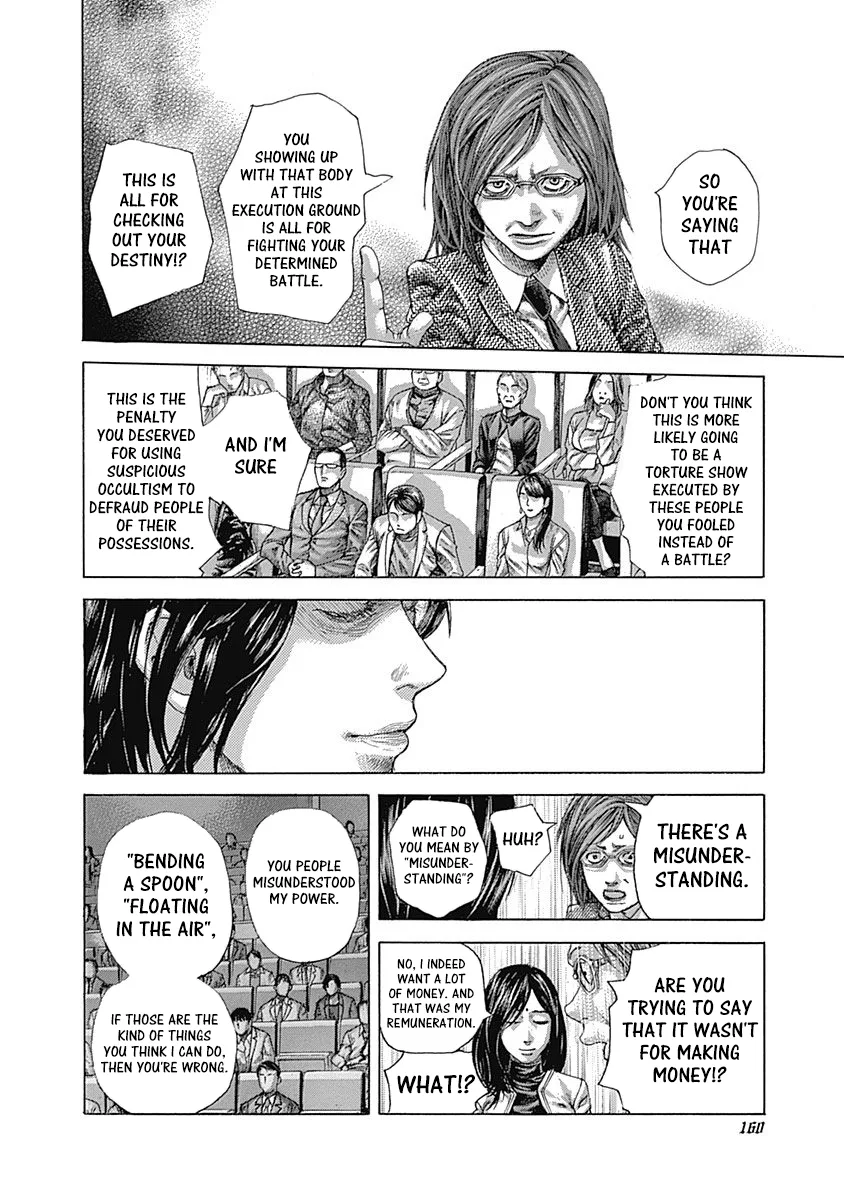 SO
YOU'RE
SAYING
THAT
YOU
SHOWING UP
WITH THAT BODY
AT THIS
EXECUTION GROUND
IS ALL FOR
FIGHTING YOUR
DETERMINED
BATTLE.
THIS IS
ALL FOR
CHECKING
OUT YOUR
DESTINY!?
DON'T YOU THINK
THIS IS MORE
LIKELY GOING
TO BE A
TORTURE SHOW
EXECUTED BY
THESE PEOPLE
YOU FOOLED
INSTEAD OF
A BATTLE?
AND I'M
SURE
THIS IS THE
PENALTY
YOU DESERVED
FOR USING
SUSPICIOUS
OCCULTISM TO
DEFRAUD PEOPLE
OF THEIR
POSSESSIONS.
THERE'S A
MISUNDER-
STANDING.
HUH?
WHAT DO
YOU MEAN BY
"MISUNDER-
STANDING"?
ARE YOU
TRYING TO SAY
THAT IT WASN'T
FOR MAKING
MONEY!?
NO, I INDEED
WANT A LOT
OF MONEY. AND
THAT WAS MY
REMUNERATION.
WHAT!?
YOU PEOPLE
MISUNDERSTOOD
MY POWER.
"BENDING
A SPOON",
"FLOATING
IN THE AIR",
IF THOSE ARE THE
KIND OF THINGS
YOU THINK I CAN DO,
THEN YOU'RE WRONG.
160